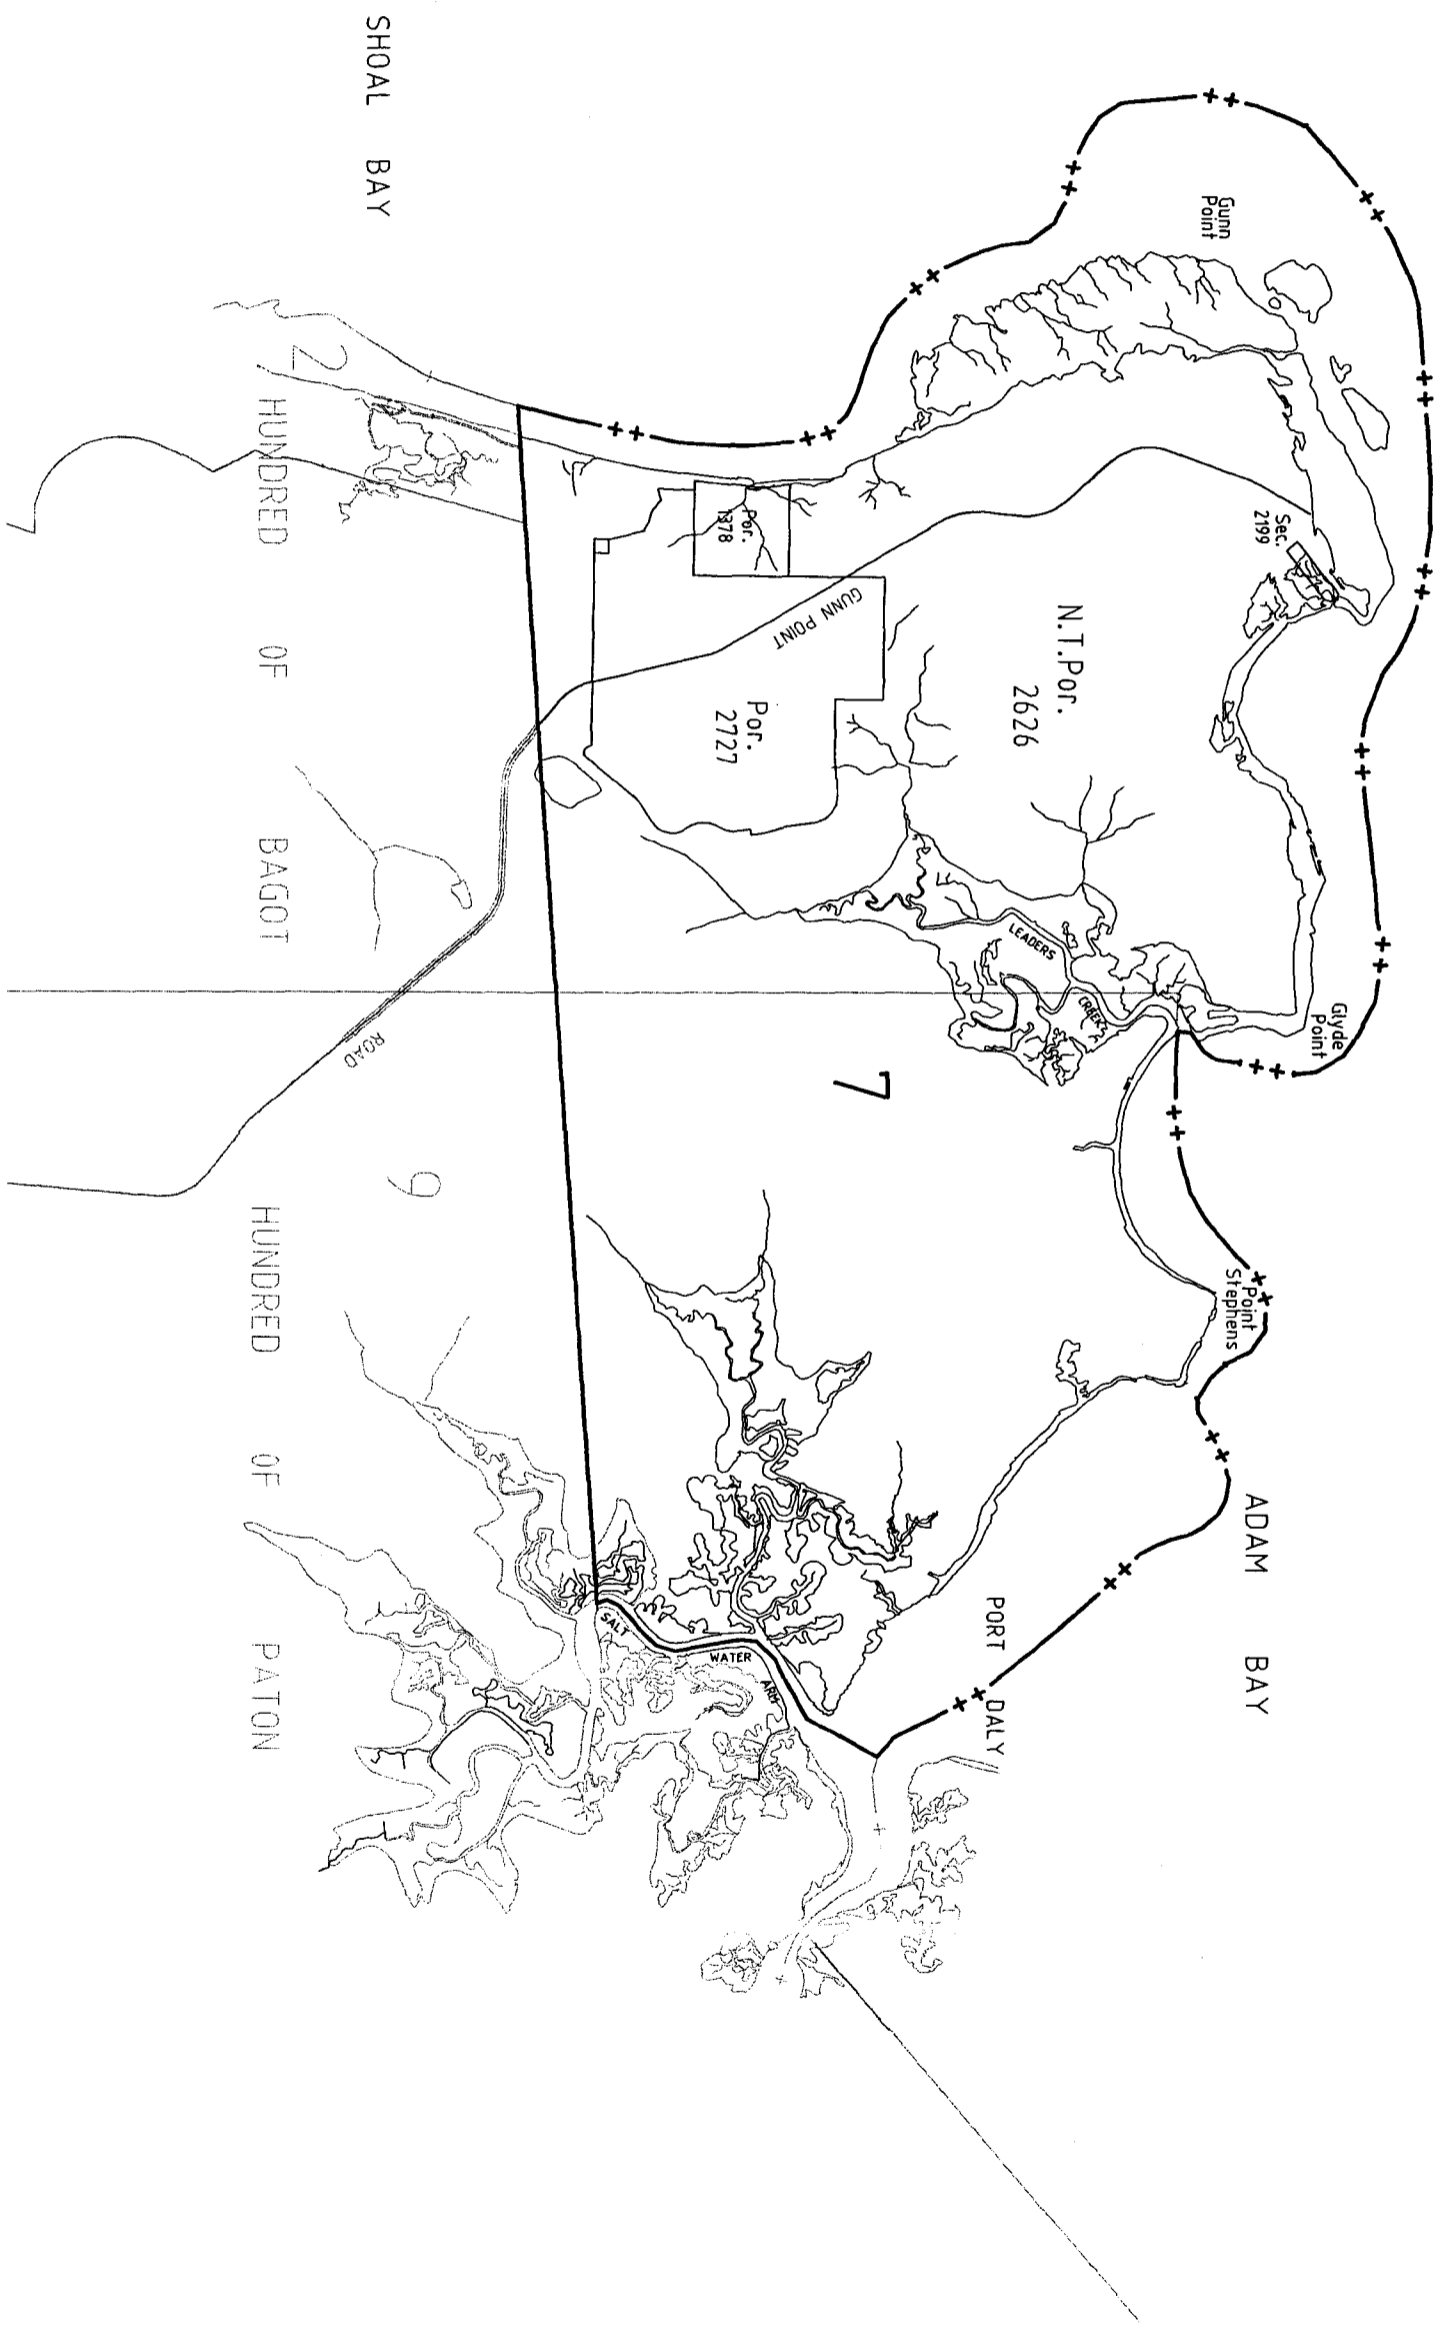 SHOAL BAY
Gunn
Point
Sec.
2199
N.T.Por.
2626
Por.
1378
GUNN POINT
Por.
2727
LEADERS
CREEK
Glyde
Point
7
Point
Stephens
ADAM BAY
PORT DALY
2
HUNDRED OF BAGOT
ROAD
9
HUNDRED OF PATON
SALT
WATER
ARM